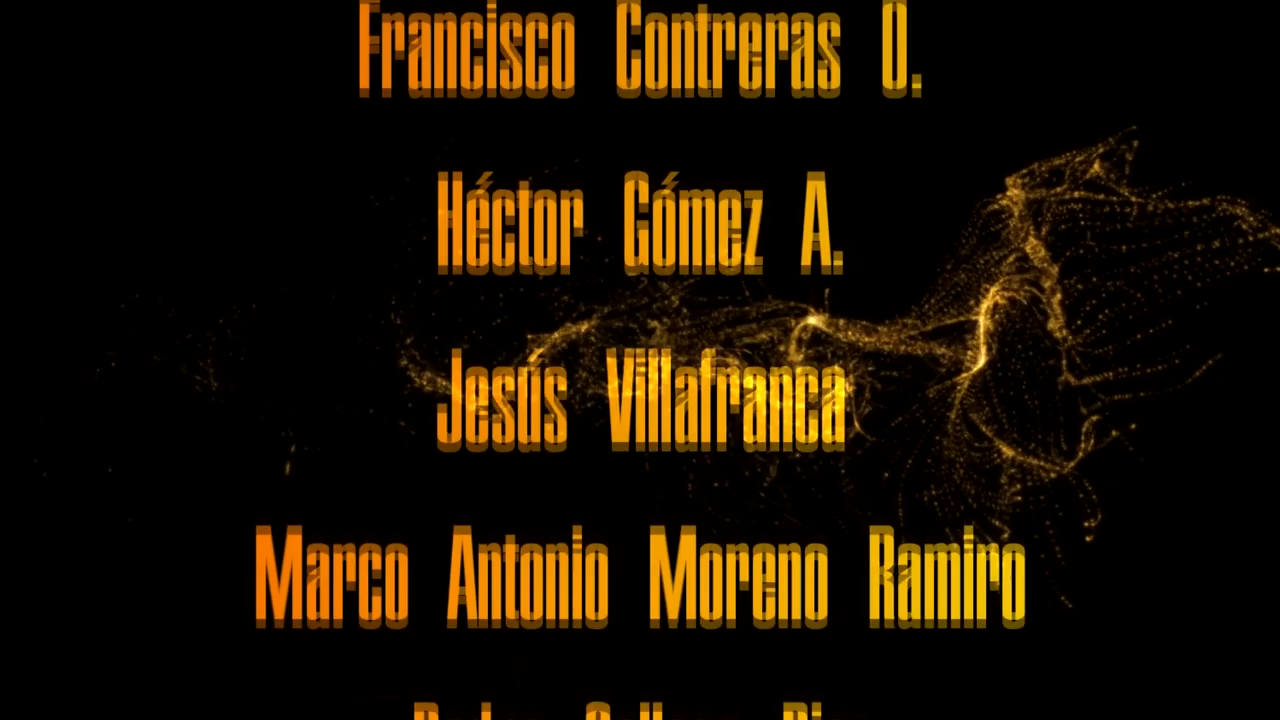 Francisco Contreras O.
Héctor Gómez A.
Jesús Villafranca
Marco Antonio Moreno Ramiro